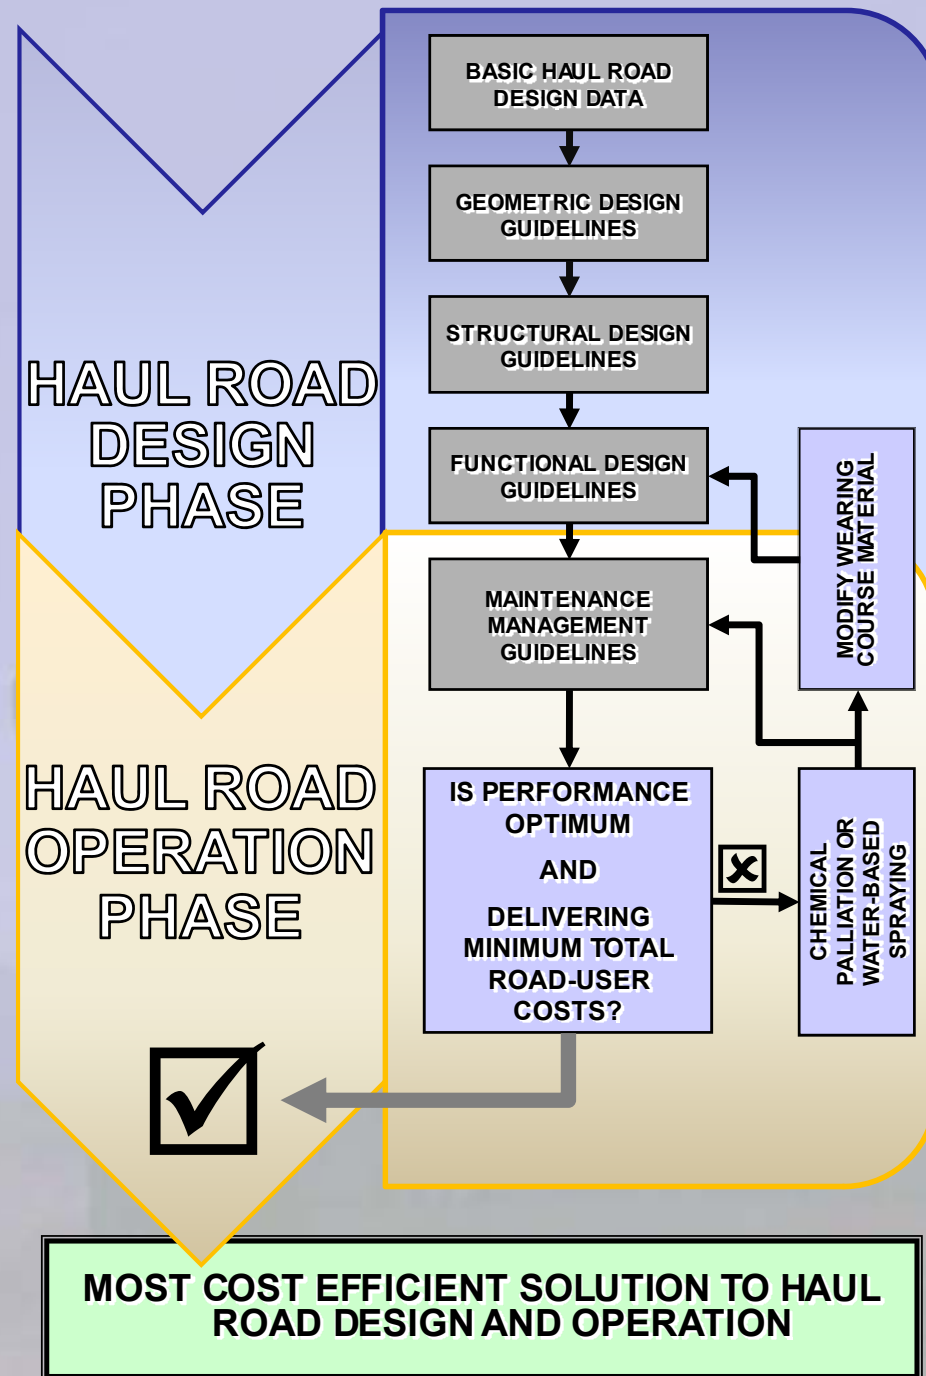 BASIC HAUL ROAD
DESIGN DATA
GEOMETRIC DESIGN
GUIDELINES
STRUCTURAL DESIGN
GUIDELINES
HAUL ROAD
DESIGN
PHASE
FUNCTIONAL DESIGN
GUIDELINES
MODIFY WEARING
COURSE MATERIAL
MAINTENANCE
MANAGEMENT
GUIDELINES
HAUL ROAD
OPERATION
PHASE
IS PERFORMANCE
OPTIMUM
AND
DELIVERING
MINIMUM TOTAL
ROAD-USER
COSTS?
CHEMICAL
PALLIATION OR
WATER-BASED
SPRAYING
MOST COST EFFICIENT SOLUTION TO HAUL
ROAD DESIGN AND OPERATION